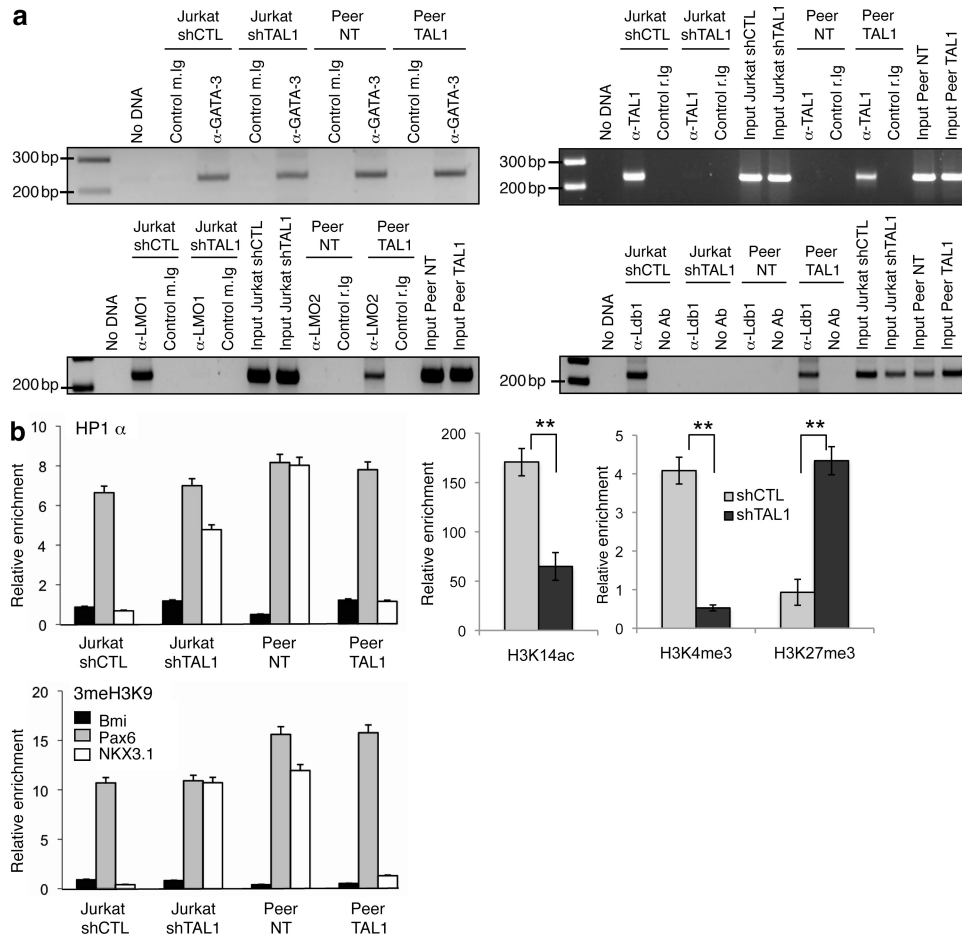 a
Jurkat shCTL
Jurkat shTAL1
Peer NT
Peer TAL1
No DNA
Control m.Ig
α-GATA-3
Control m.Ig
α-GATA-3
Control m.Ig
α-GATA-3
Control m.Ig
α-GATA-3
300 bp
200 bp
Jurkat shCTL
Jurkat shTAL1
Peer NT
Peer TAL1
No DNA
α-TAL1
Control r.Ig
α-TAL1
Control r.Ig
Input Jurkat shCTL
Input Jurkat shTAL1
α-TAL1
Control r.Ig
α-TAL1
Control r.Ig
Input Peer NT
Input Peer TAL1
300 bp
200 bp
Jurkat shCTL
Jurkat shTAL1
Peer NT
Peer TAL1
No DNA
α-LMO1
Control m.Ig
α-LMO1
Control m.Ig
Input Jurkat shCTL
Input Jurkat shTAL1
α-LMO2
Control r.Ig
α-LMO2
Control r.Ig
Input Peer NT
Input Peer TAL1
200 bp
Jurkat shCTL
Jurkat shTAL1
Peer NT
Peer TAL1
No DNA
α-Ldb1
No Ab
α-Ldb1
No Ab
α-Ldb1
No Ab
α-Ldb1
No Ab
Input Jurkat shCTL
Input Jurkat shTAL1
Input Peer NT
Input Peer TAL1
200 bp
b
HP1 α
Relative enrichment
10
8
6
4
2
0
Jurkat shCTL
Jurkat shTAL1
Peer NT
Peer TAL1
Relative enrichment
200
150
100
50
0
**
H3K14ac
Relative enrichment
5
4
3
2
1
0
**
**
shCTL
shTAL1
H3K4me3
H3K27me3
3meH3K9
Bmi
Pax6
NKX3.1
Relative enrichment
20
15
10
5
0
Jurkat shCTL
Jurkat shTAL1
Peer NT
Peer TAL1